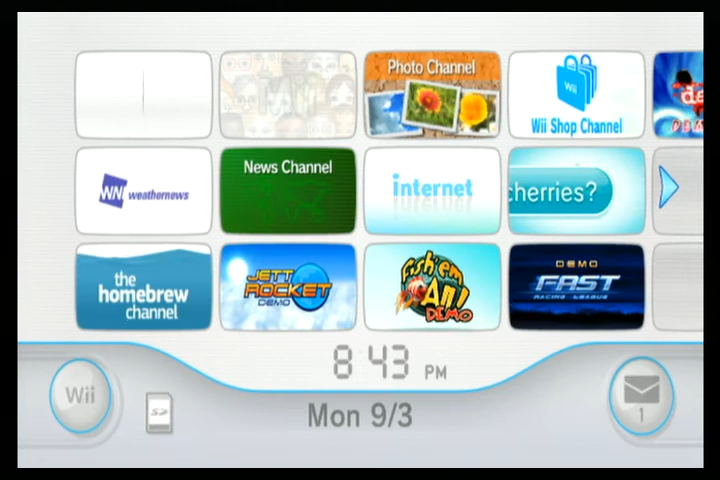 Photo Channel
Wii
Wii Shop Channel
de
WN weathernews
News Channel
internet
cherries?
the
homebrew
channel
JETT
ROCKET
DEMO
Fish'em
All!
DEMO
DEMO
FAST
RACING LEAGUE
8 43 PM
Wii
SD
Mon 9/3
1